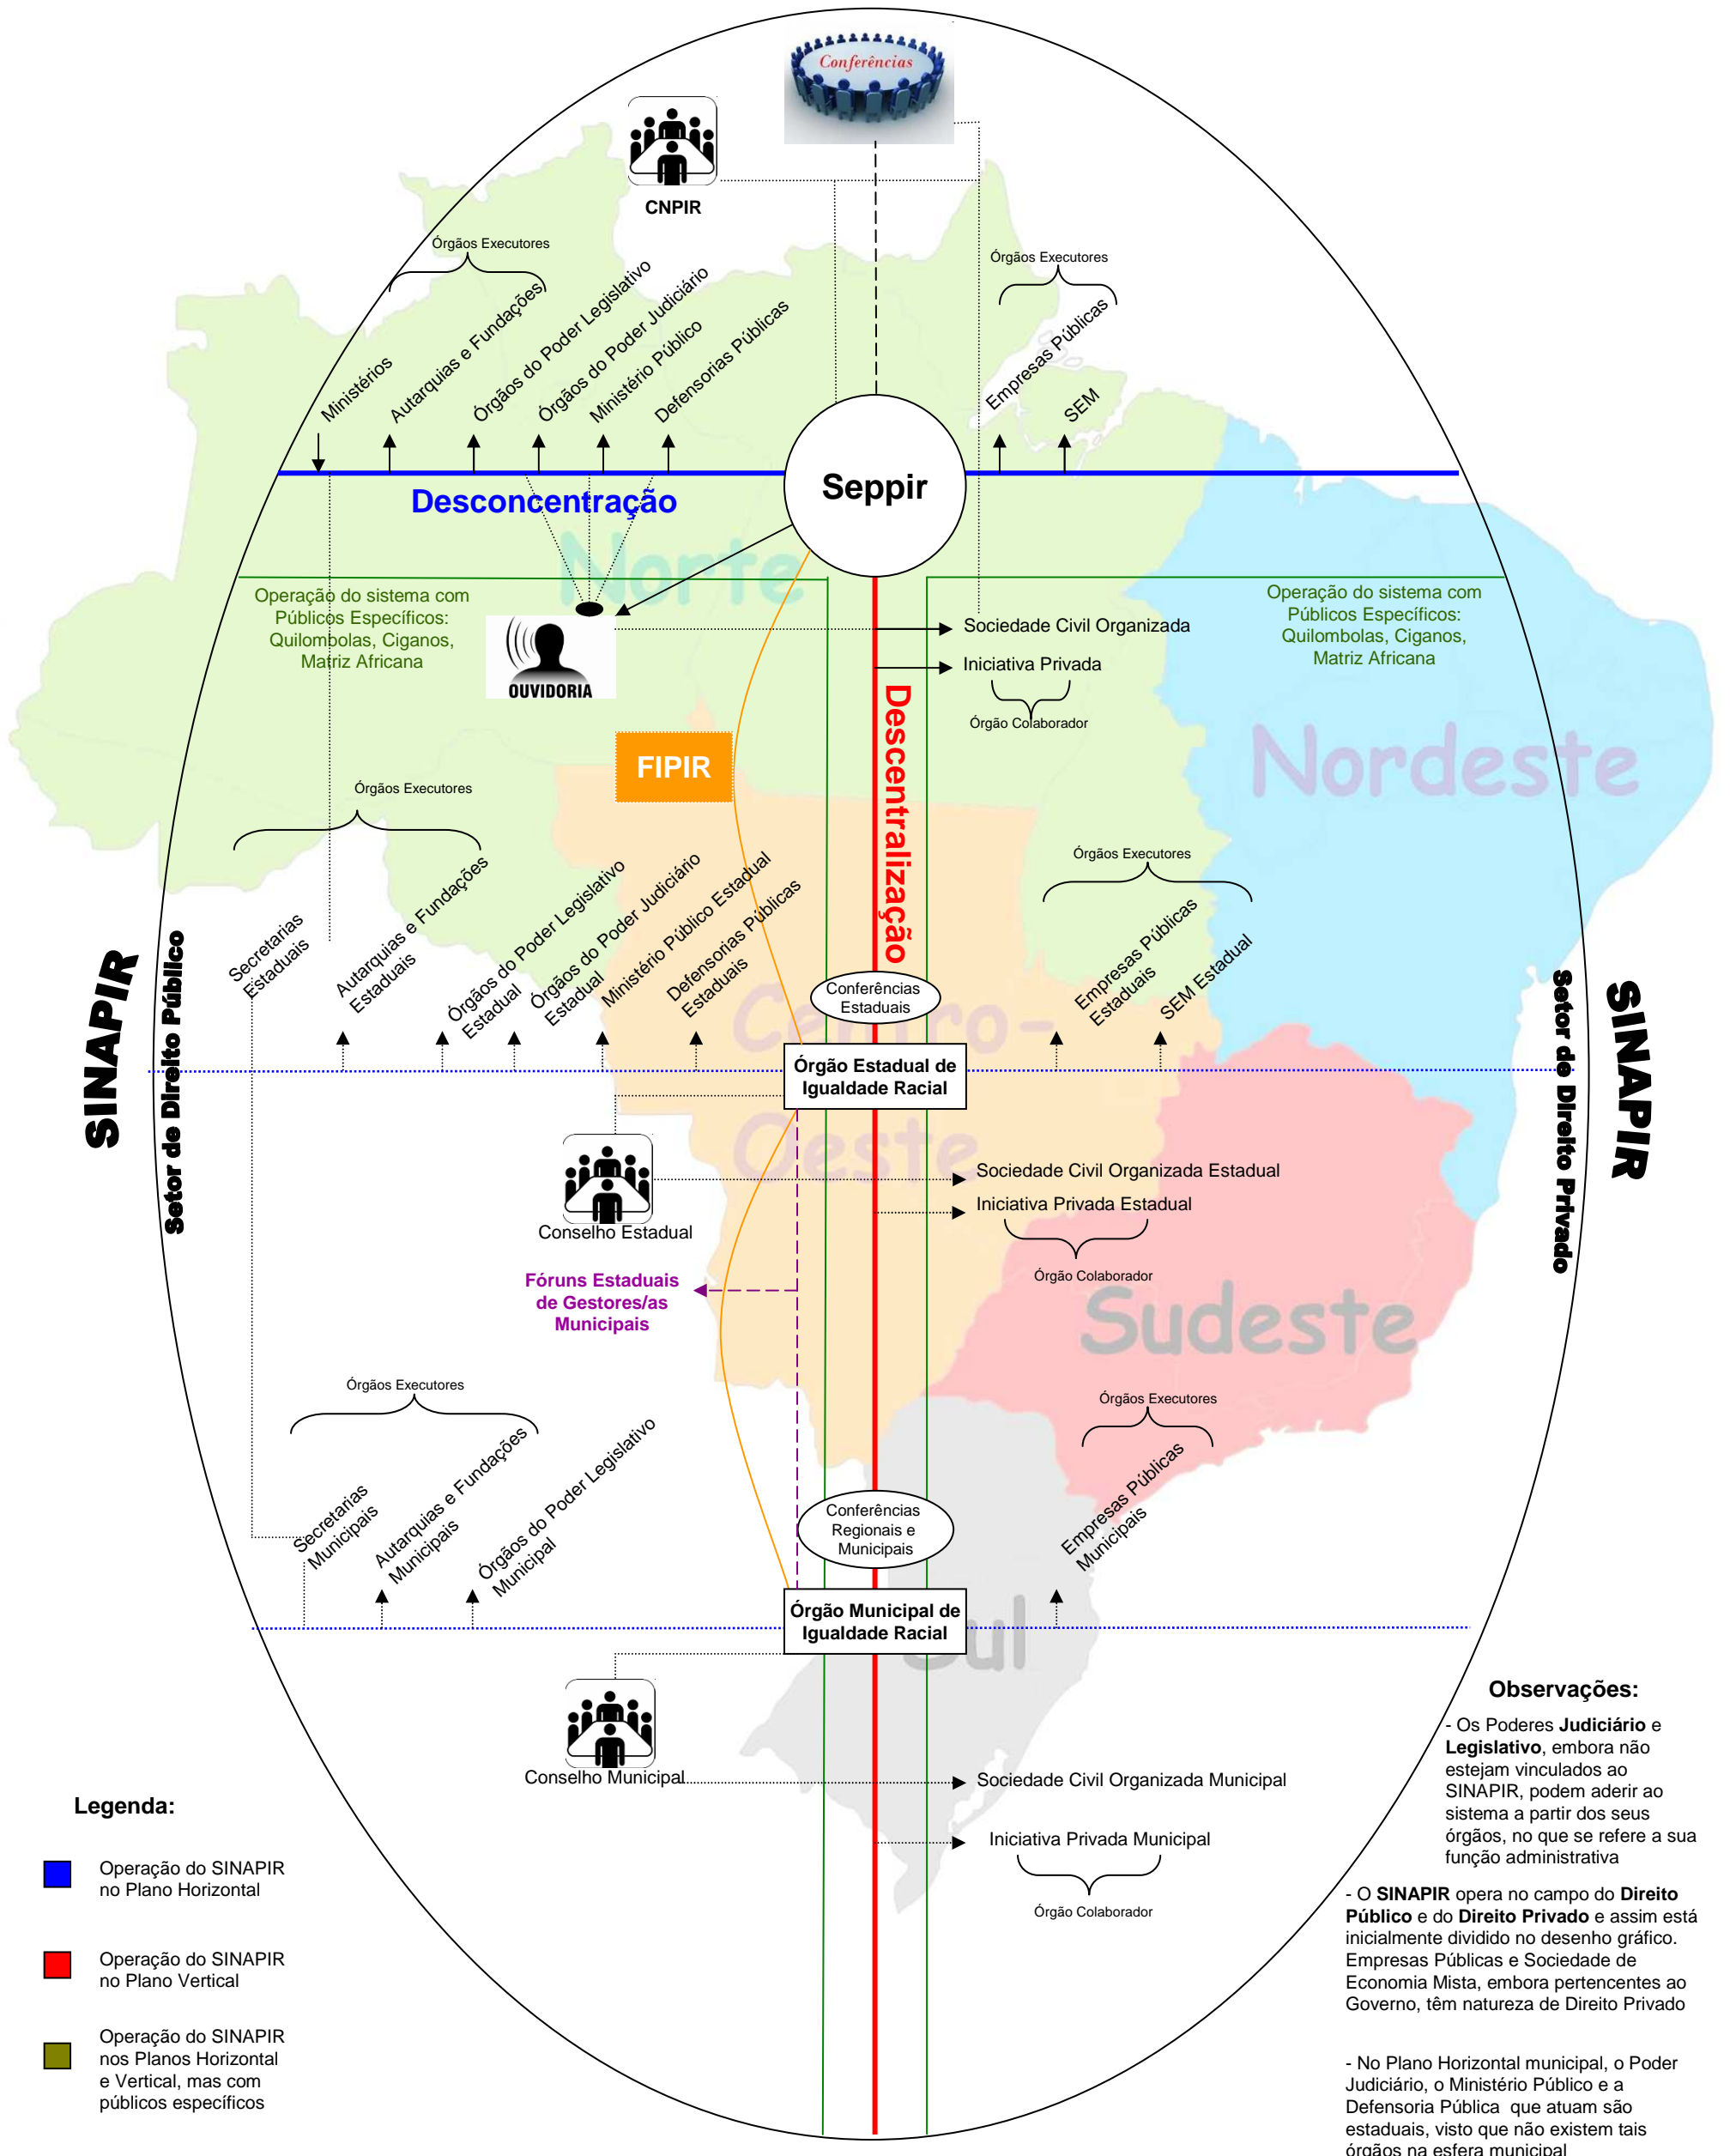 Conferências
CNPIR
Órgãos Executores
Ministérios
Autarquias e Fundações
Órgãos do Poder Legislativo
Órgãos do Poder Judiciário
Ministério Público
Defensorias Públicas
Órgãos Executores
Empresas Públicas
SEM
Seppir
Desconcentração
Norte
Operação do sistema com
Públicos Específicos:
Quilombolas, Ciganos,
Matriz Africana
OUVIDORIA
Sociedade Civil Organizada
Iniciativa Privada
Órgão Colaborador
Operação do sistema com
Públicos Específicos:
Quilombolas, Ciganos,
Matriz Africana
Descentralização
FIPIR
Nordeste
SINAPIR
Setor de Direito Público
Órgãos Executores
Secretarias
Estaduais
Autarquias e Fundações
Estaduais
Órgãos do Poder Legislativo
Estadual
Órgãos do Poder Judiciário
Estadual
Ministério Público Estadual
Defensorias Públicas
Estaduais
Órgãos Executores
Empresas Públicas
Estaduais
SEM Estadual
Setor de Direito Privado
SINAPIR
Conferências
Estaduais
Centro-
Oeste
Órgão Estadual de
Igualdade Racial
Conselho Estadual
Sociedade Civil Organizada Estadual
Iniciativa Privada Estadual
Órgão Colaborador
Fóruns Estaduais
de Gestores/as
Municipais
Sudeste
Órgãos Executores
Secretarias
Municipais
Autarquias e Fundações
Municipais
Órgãos do Poder Legislativo
Municipal
Órgãos Executores
Empresas Públicas
Municipais
Conferências
Regionais e
Municipais
Órgão Municipal de
Igualdade Racial
Sul
Conselho Municipal
Sociedade Civil Organizada Municipal
Iniciativa Privada Municipal
Órgão Colaborador
Legenda:
Operação do SINAPIR
no Plano Horizontal
Operação do SINAPIR
no Plano Vertical
Operação do SINAPIR
nos Planos Horizontal
e Vertical, mas com
públicos específicos
Observações:
- Os Poderes Judiciário e
Legislativo, embora não
estejam vinculados ao
SINAPIR, podem aderir ao
sistema a partir dos seus
órgãos, no que se refere a sua
função administrativa
- O SINAPIR opera no campo do Direito
Público e do Direito Privado e assim está
inicialmente dividido no desenho gráfico.
Empresas Públicas e Sociedade de
Economia Mista, embora pertencentes ao
Governo, têm natureza de Direito Privado
- No Plano Horizontal municipal, o Poder
Judiciário, o Ministério Público e a
Defensoria Pública que atuam são
estaduais, visto que não existem tais
órgãos na esfera municipal